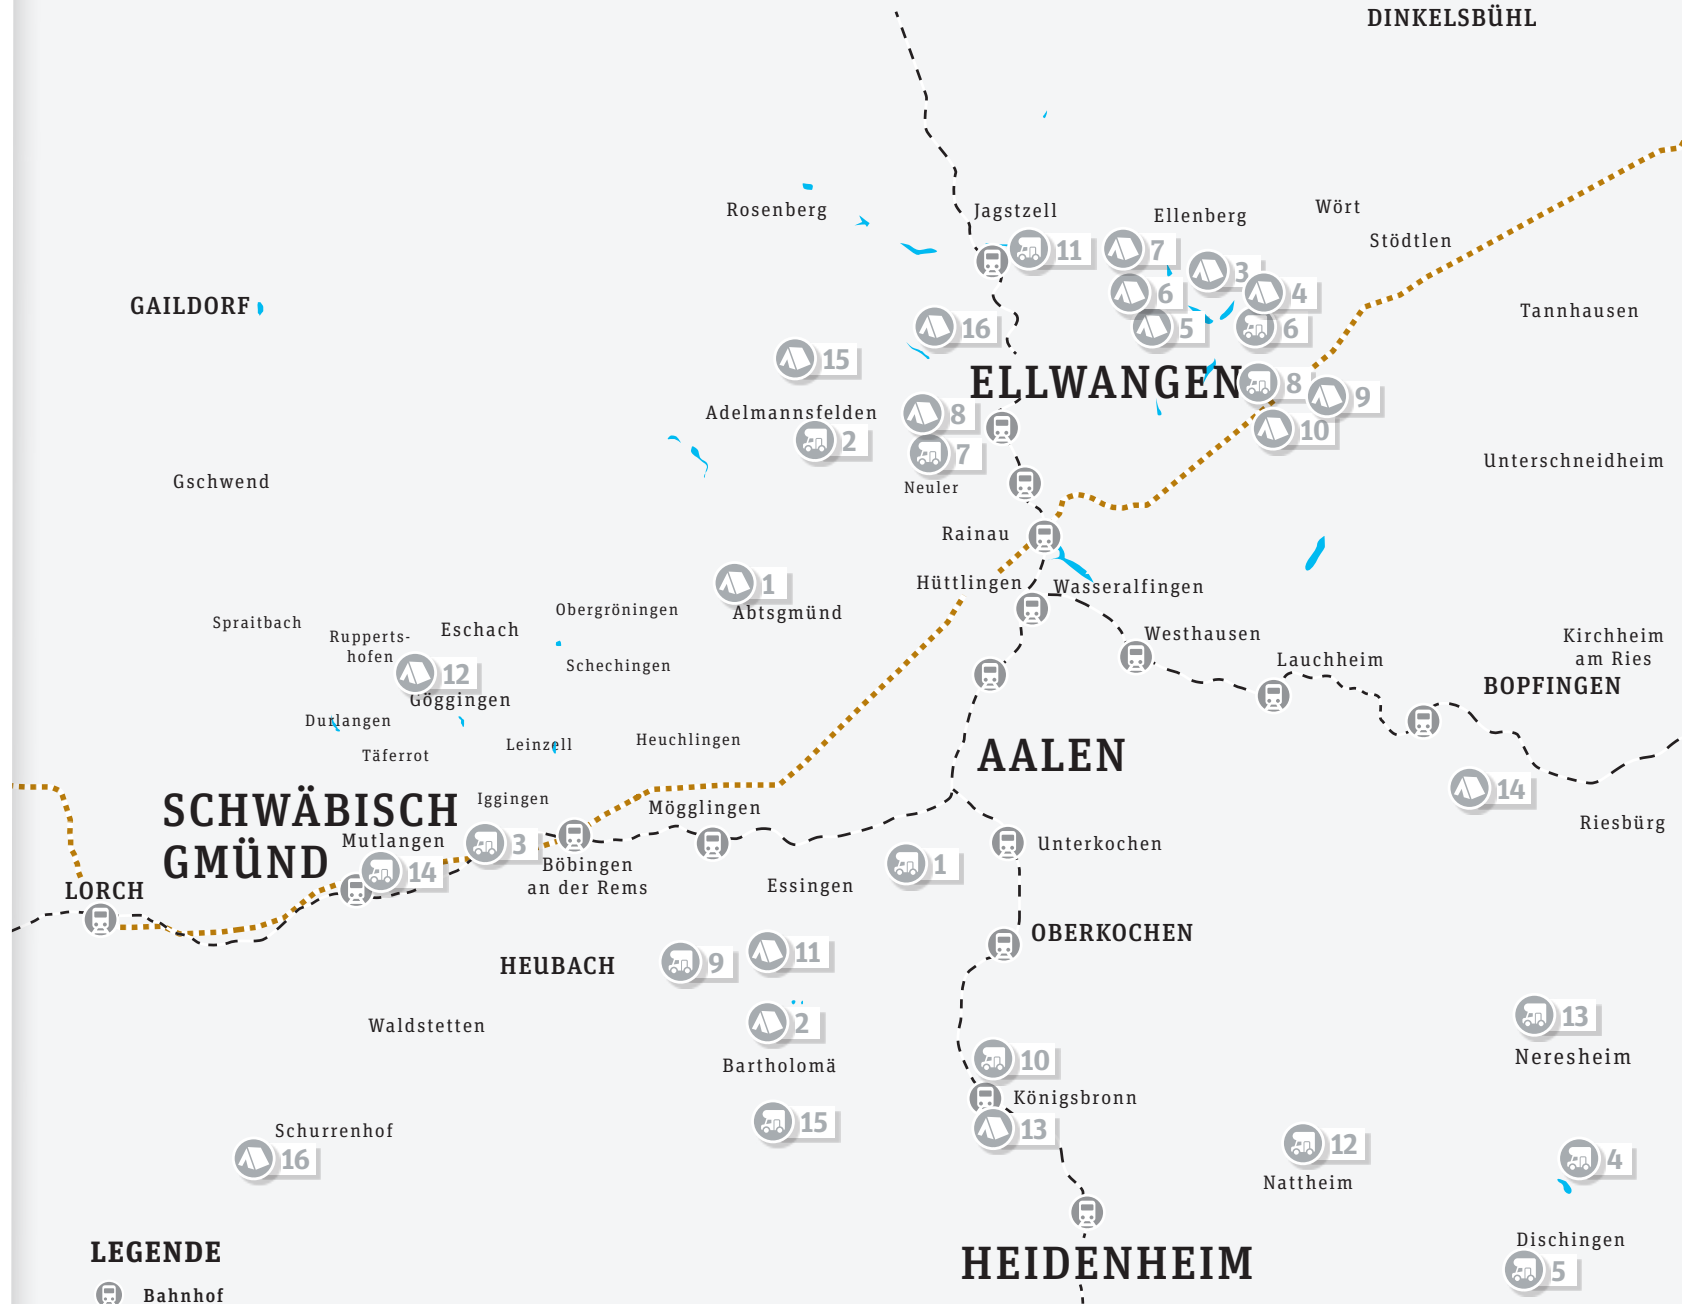 DINKELSBÜHL
Rosenberg
Jagstzell
Ellenberg
Wört
Stödtlen
11
7
3
6
4
GAILDORF
16
5
6
Tannhausen
15
ELLWANGEN
8
9
Adelmannsfelden
8
2
10
7
Neuler
Unterschneidheim
Gschwend
Rainau
1
Hüttlingen
Wasseralfingen
Abtsgmünd
Obergröningen
Spraitbach
Rupperts-
hofen
Eschach
Westhausen
Kirchheim
am Ries
Schechingen
Lauchheim
12
BOPFINGEN
Göggingen
Durlangen
Täferrot
Leinzell
Heuchlingen
AALEN
14
SCHWÄBISCH
GMÜND
Iggingen
Mögglingen
Riesbürg
Mutlangen
3
Unterkochen
14
Böbingen
an der Rems
1
Essingen
LORCH
OBERKOCHEN
HEUBACH
9
11
Waldstetten
2
13
Bartholomä
10
Neresheim
Königsbronn
15
13
Schurrenhof
16
12
4
Nattheim
HEIDENHEIM
Dischingen
5
LEGENDE
Bahnhof